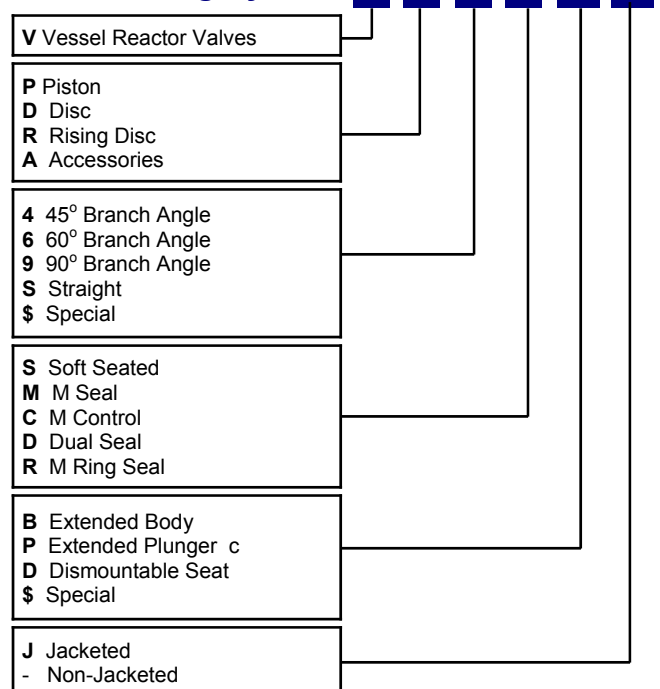 V Vessel Reactor Valves
P Piston
D Disc
R Rising Disc
A Accessories
4 45° Branch Angle
6 60° Branch Angle
9 90° Branch Angle
S Straight
$ Special
S Soft Seated
M M Seal
C M Control
D Dual Seal
R M Ring Seal
B Extended Body
P Extended Plunger c
D Dismountable Seat
$ Special
J Jacketed
- Non-Jacketed